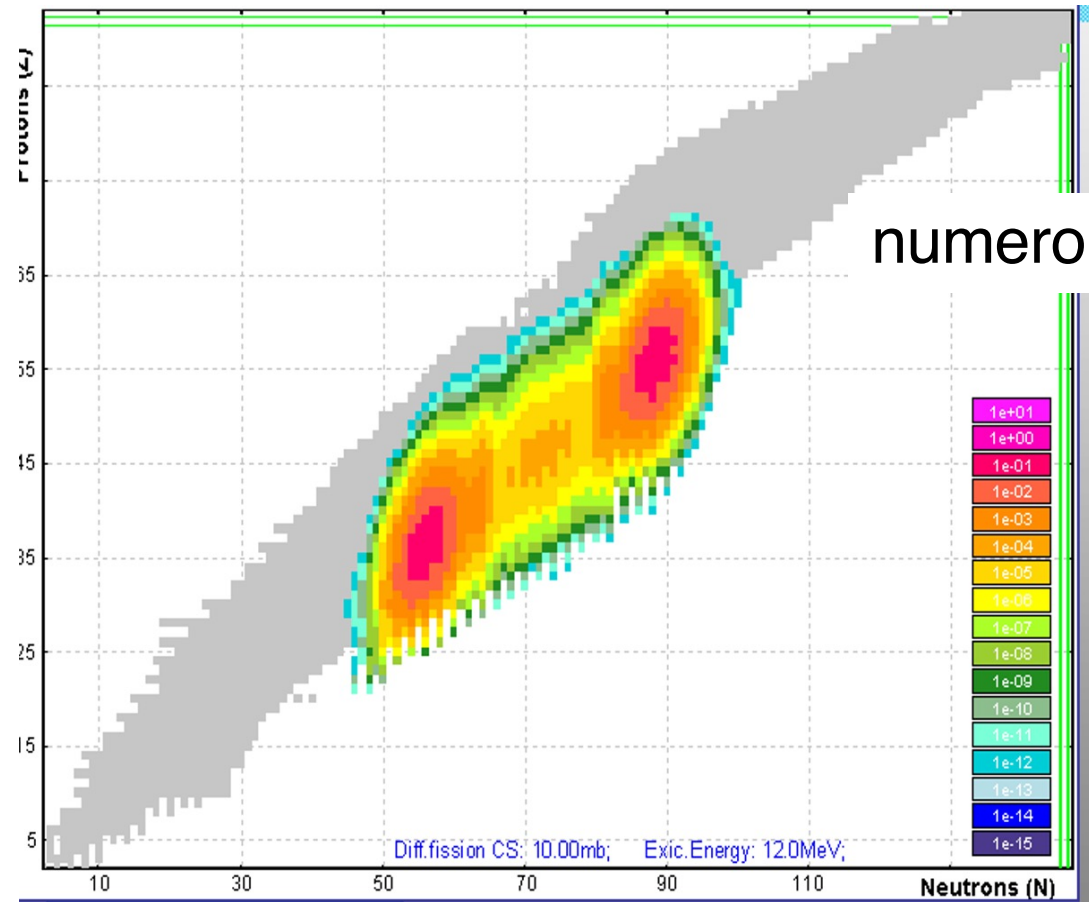 Protons (Z)
numero
65
55
45
35
25
15
5
1e+01
1e+00
1e-01
1e-02
1e-03
1e-04
1e-05
1e-06
1e-07
1e-08
1e-09
1e-10
1e-11
1e-12
1e-13
1e-14
1e-15
Diff.fission CS: 10.00mb; Exic.Energy: 12.0MeV;
10 30 50 70 90 110
Neutrons (N)